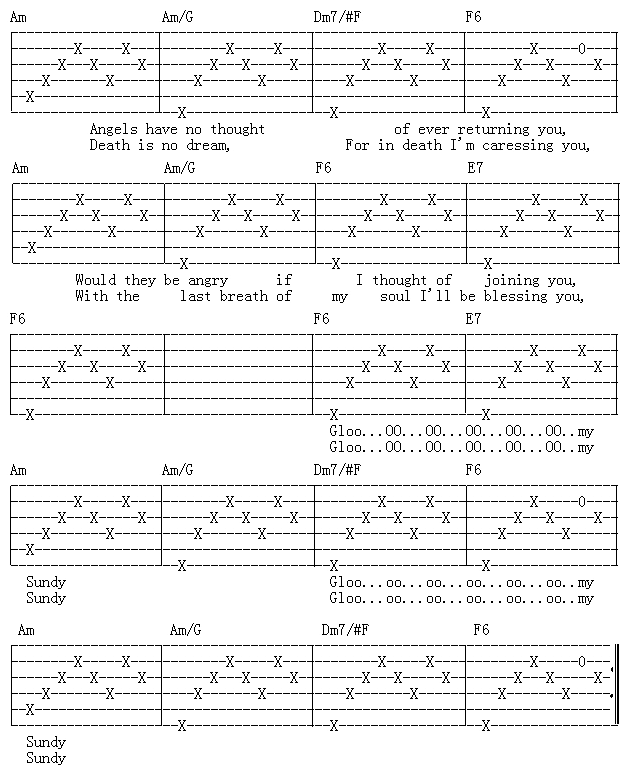 Am Am/G Dm7/#F F6
X X X X X X O
X X X X X X X X X X X X
X X X X X X X X
X
X X X
Angels have no thought of ever returning you,
Death is no dream, For in death I'm caressing you,
Am Am/G F6 E7
X X X X X X X X
X X X X X X X X X X X X
X X X X X X X X
X
X X X
Would they be angry if I thought of joining you,
With the last breath of my soul I'll be blessing you,
F6 F6 E7
X X X X X X
X X X X X X X X X
X X X X X X
X X X
Gloo...OO...OO...OO...OO...OO..my
Gloo...OO...OO...OO...OO...OO..my
Am Am/G Dm7/#F F6
X X X X X X X O
X X X X X X X X X X X X
X X X X X X X X
X
X X X
Sundy Gloo...oo...oo...oo...oo...oo..my
Sundy Gloo...oo...oo...oo...oo...oo..my
Am Am/G Dm7/#F F6
X X X X X X X O
X X X X X X X X X X X X
X X X X X X X X
X
X X X
Sundy
Sundy